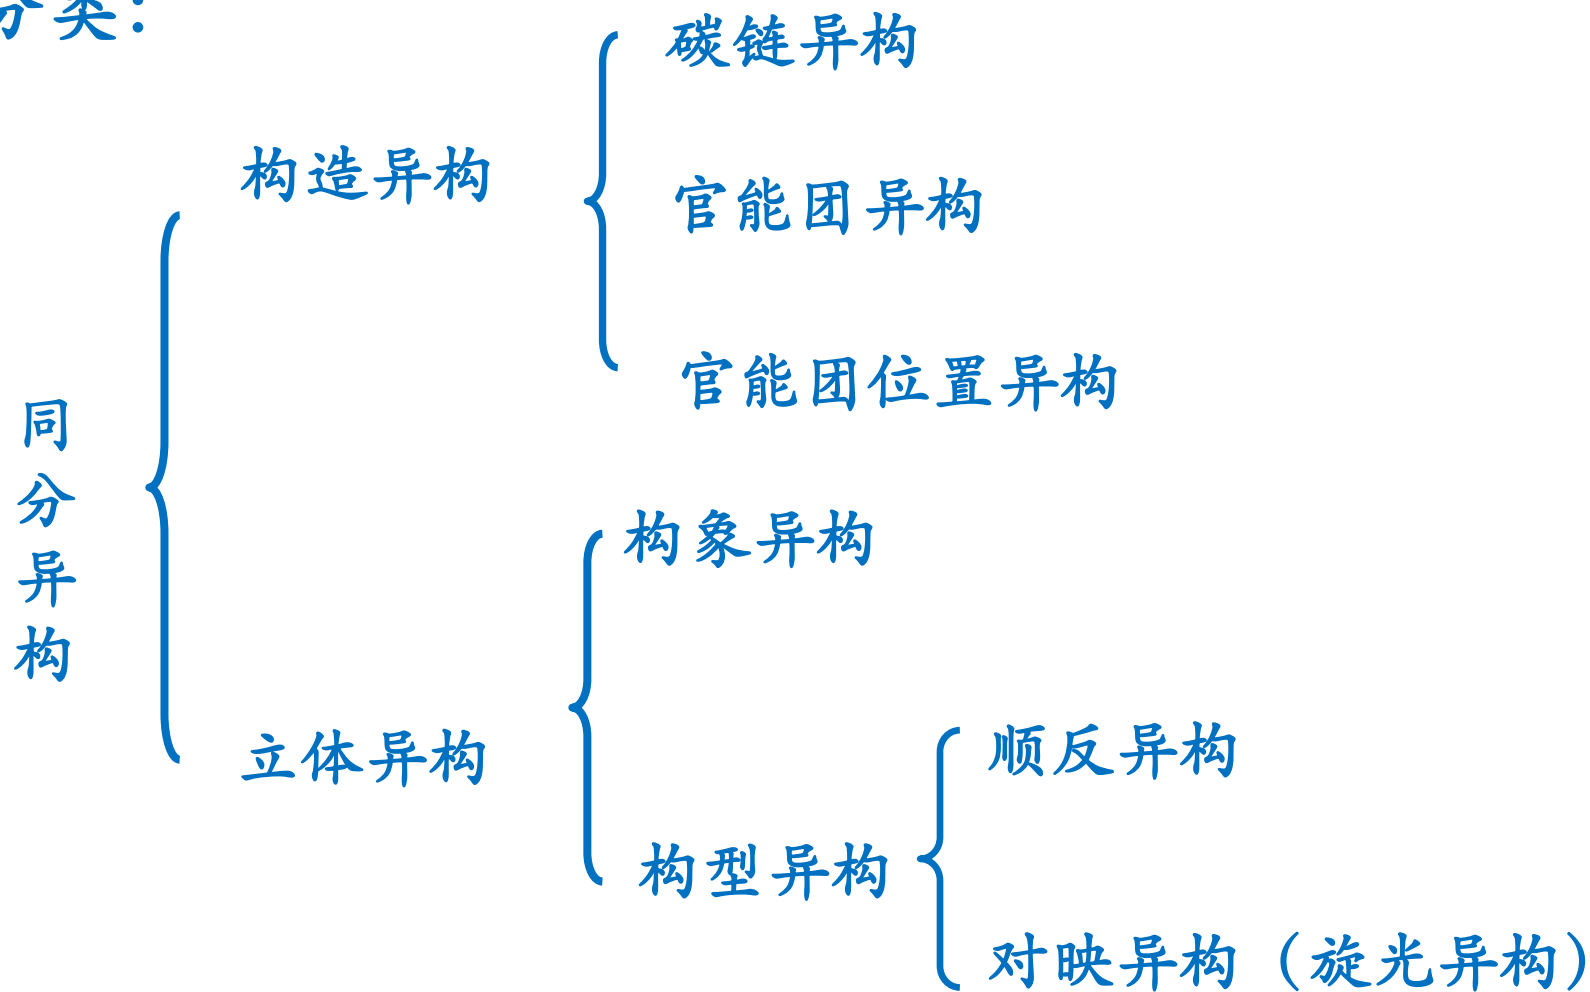 分类：
碳链异构
构造异构
官能团异构
官能团位置异构
同
分
异
构
构象异构
立体异构
顺反异构
构型异构
对映异构（旋光异构）